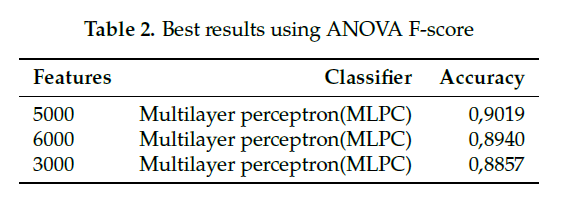 Table 2. Best results using ANOVA F-score
Features Classifier Accuracy
5000 Multilayer perceptron(MLPC) 0,9019
6000 Multilayer perceptron(MLPC) 0,8940
3000 Multilayer perceptron(MLPC) 0,8857